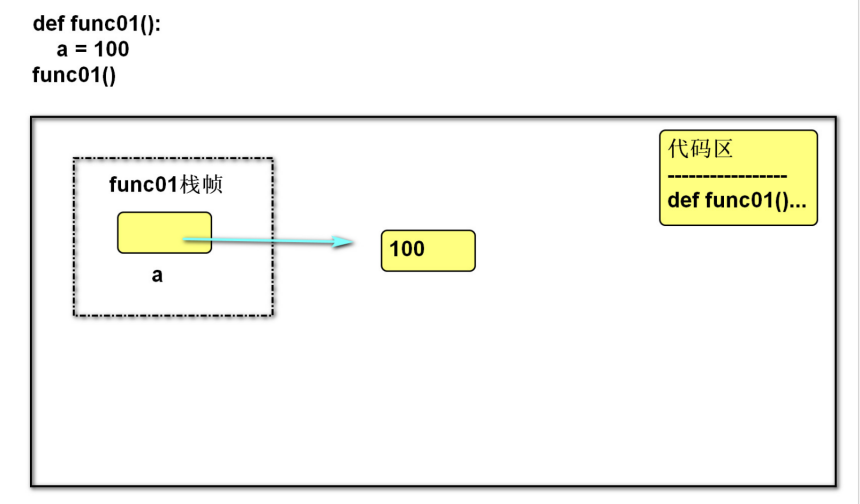 def func01():
a = 100
func01()
代码区
-----------------
def func01()...
func01栈帧
100
a